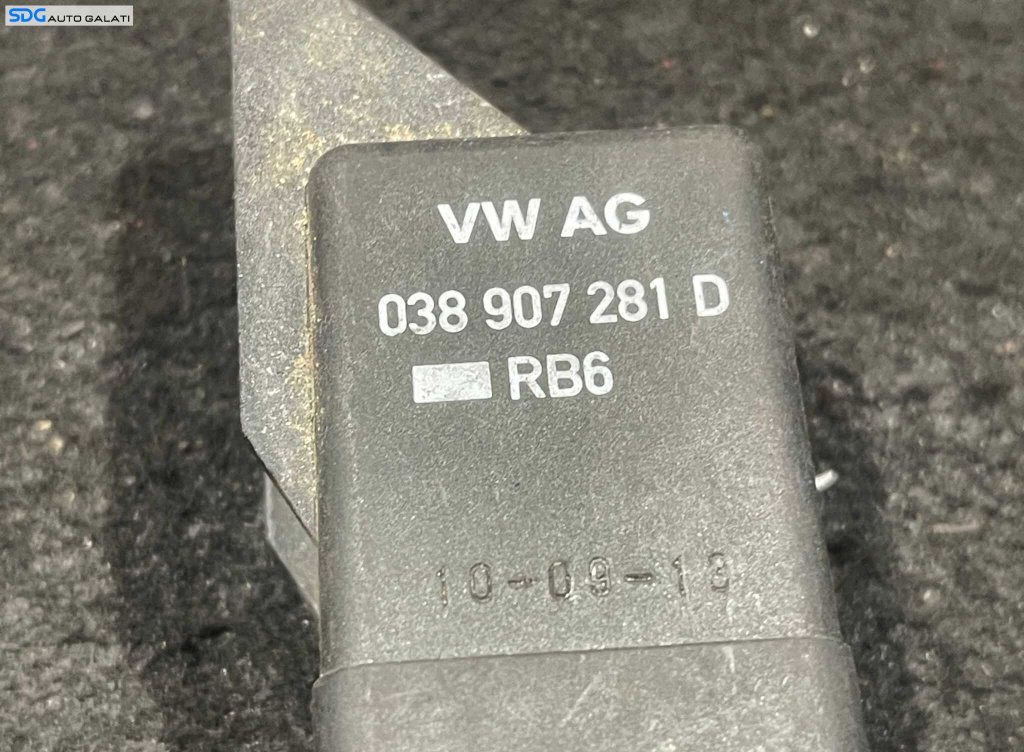 SDG AUTO GALATI
VW AG
038 907 281 D
RB6
10-09-13